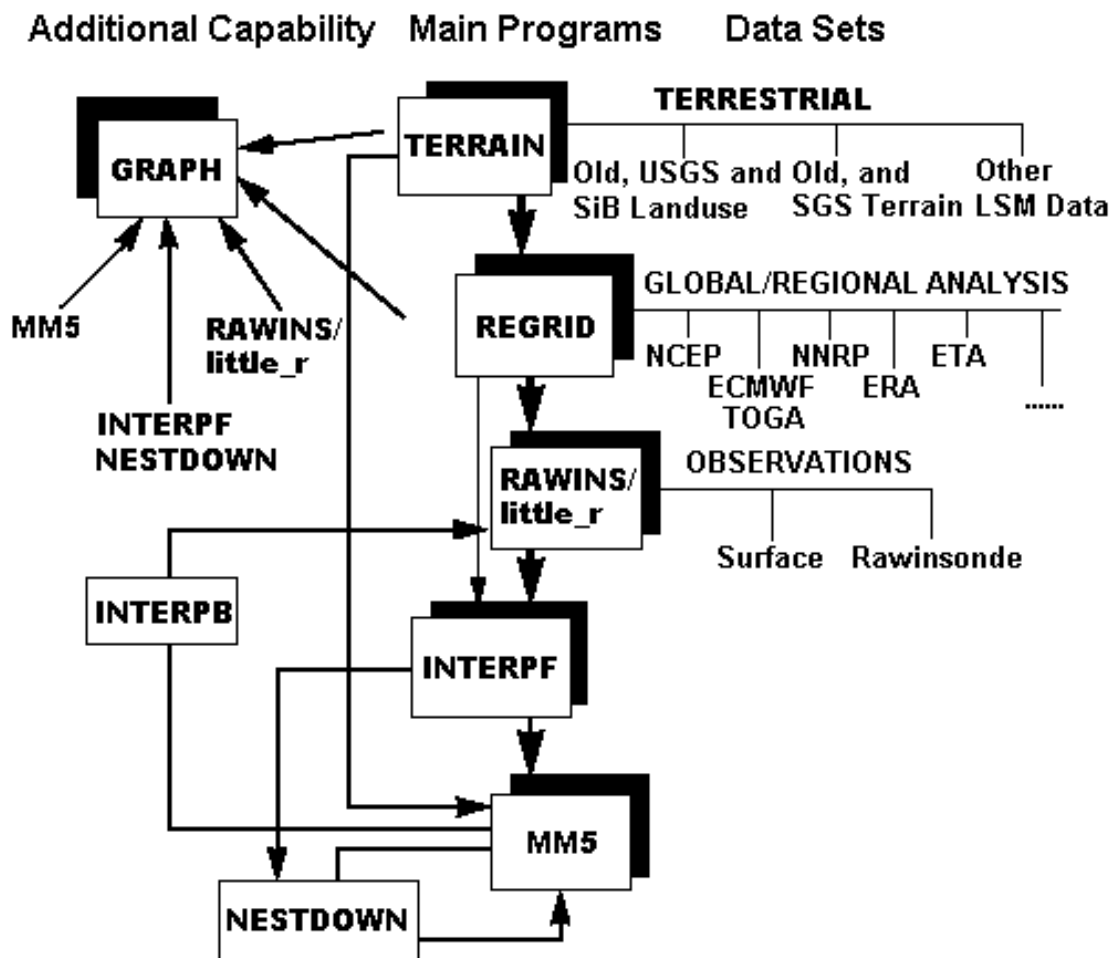 Additional Capability
Main Programs
Data Sets
TERRAIN
TERRESTRIAL
Old, USGS and
SiB Landuse
Old, and
SGS Terrain
Other
LSM Data
GRAPH
MM5
RAWINS/
little_r
INTERPF
NESTDOWN
REGRID
GLOBAL/REGIONAL ANALYSIS
NCEP
ECMWF
TOGA
NNRP
ERA
ETA
......
RAWINS/
little_r
OBSERVATIONS
Surface
Rawinsonde
INTERPB
INTERPF
MM5
NESTDOWN